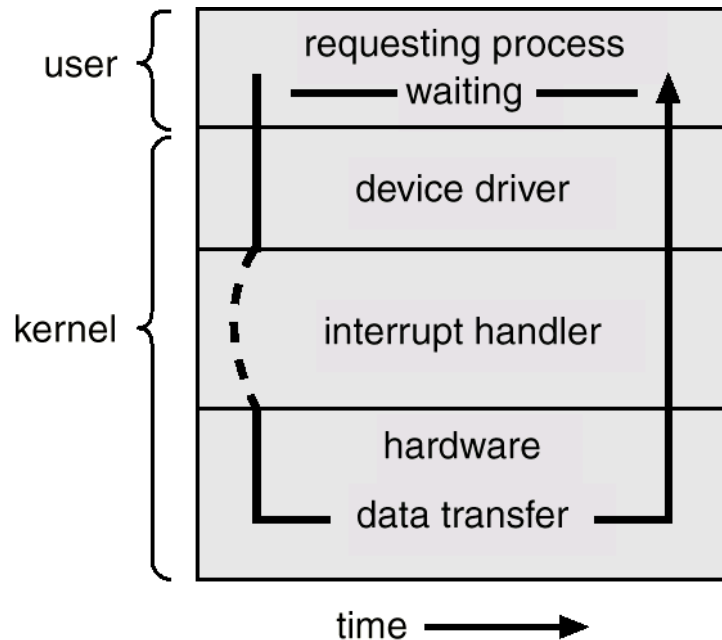 user
requesting process
waiting
device driver
kernel
interrupt handler
hardware
data transfer
time